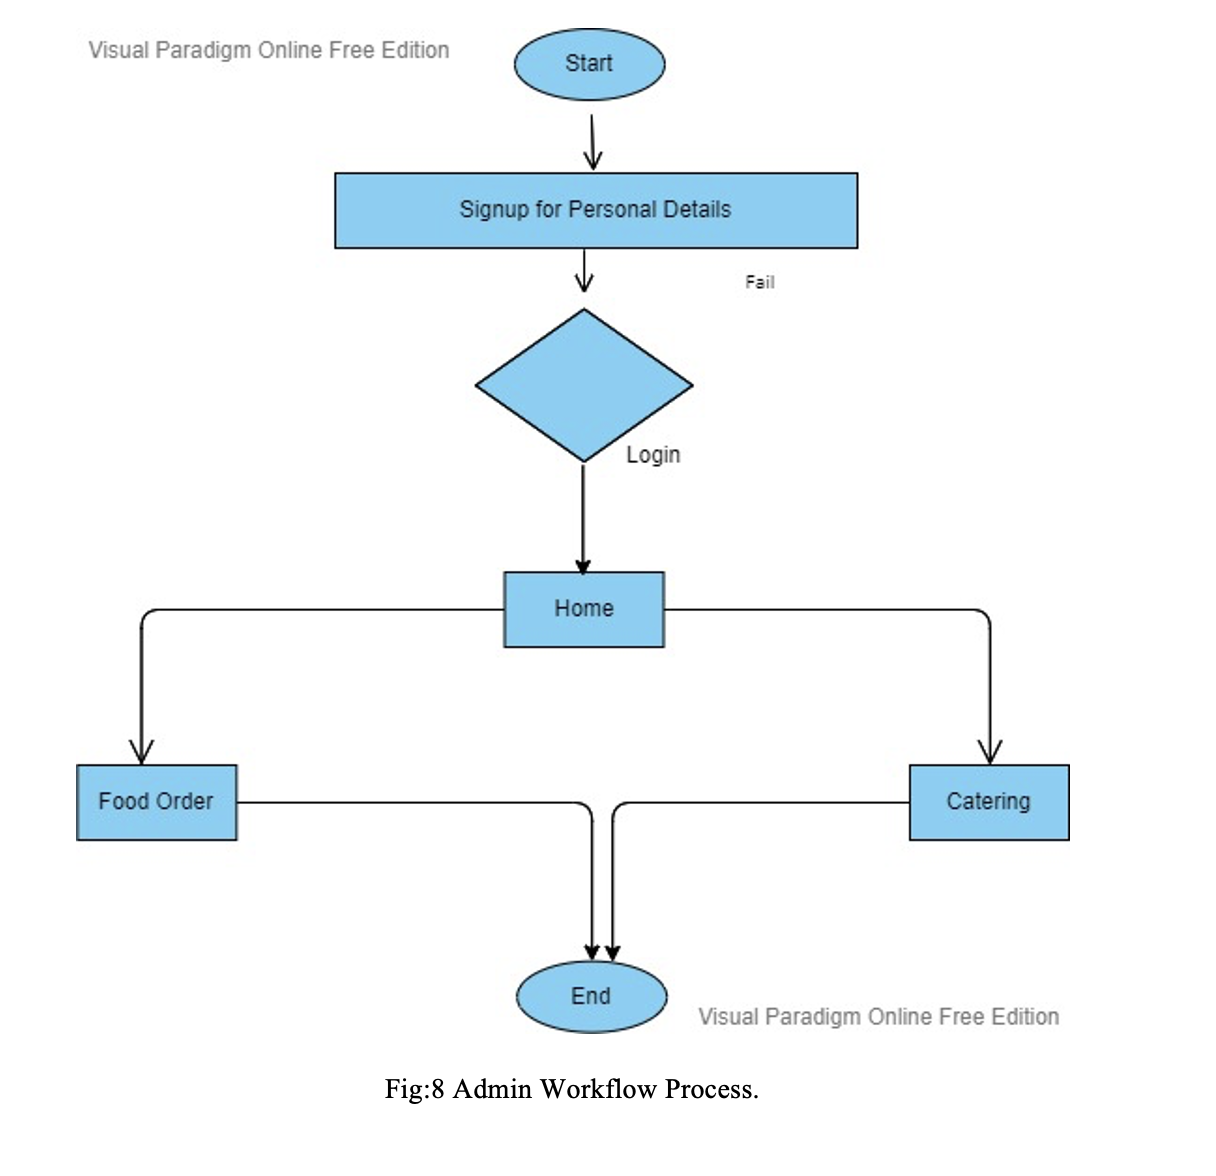 Visual Paradigm Online Free Edition
Start
Signup for Personal Details
Fail
Login
Home
Food Order
Catering
End
Visual Paradigm Online Free Edition
Fig:8 Admin Workflow Process.